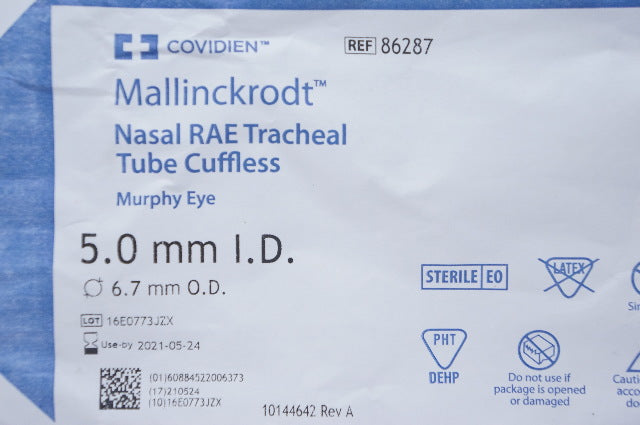 COVIDIEN™
REF 86287
Mallinckrodt™
Nasal RAE Tracheal
Tube Cuffless
Murphy Eye
5.0 mm I.D.
6.7 mm O.D.
STERILE EO
LATEX
LOT 16E0773JZX
Use-by 2021-05-24
PHT
DEHP
Do not use if
package is opened
or damaged
(01)60884522006373
(17)210524
(10)16E0773JZX
10144642 Rev A